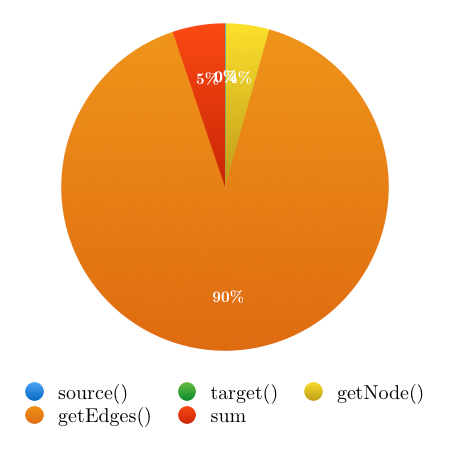 5% 0% 4%
90%
source() target() getNode()
getEdges() sum